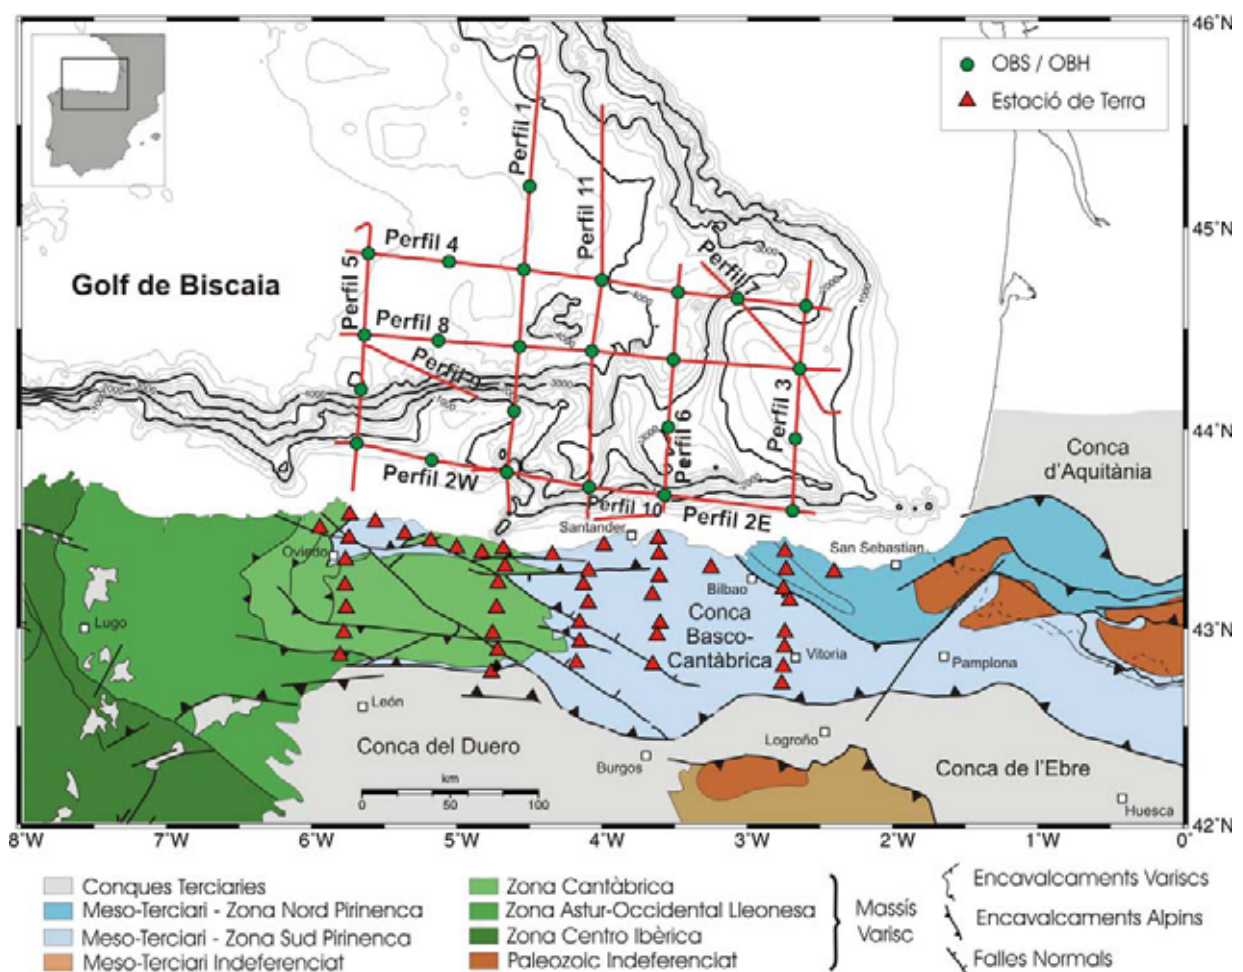 46°N
OBS / OBH
Estació de Terra
Perfil 1
Perfil 11
45°N
Perfil 4
Perfil 7
Golf de Biscaia
Perfil 5
Perfil 8
Perfil 9
Perfil 3
Perfil 6
44°N
Perfil 2W
Perfil 10
Perfil 2E
Conca
d'Aquitània
Santander
Oviedo
San Sebastian
Bilbao
Lugo
Conca
Basco-
Cantàbrica
43°N
Vitoria
Pamplona
León
Logroño
Conca del Duero
Burgos
Conca de l'Ebre
km
0 50 100
Huesca
42°N
8°W 7°W 6°W 5°W 4°W 3°W 2°W 1°W 0°
Conques Terciaries
Meso-Terciari - Zona Nord Pirinenca
Meso-Terciari - Zona Sud Pirinenca
Meso-Terciari Indeferenciat
Zona Cantàbrica
Zona Astur-Occidental Lleonesa
Zona Centro Ibèrica
Paleozoic Indeferenciat
Massís
Varisc
Encavalcaments Variscs
Encavalcaments Alpins
Falles Normals